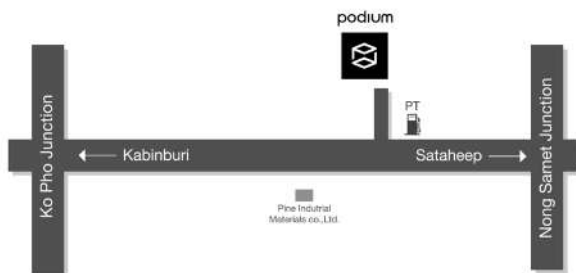 podium
PT
Ko Pho Junction
Kabinburi
Sataheep
Nong Samet Junction
Pine Indutrial
Materials co.,Ltd.